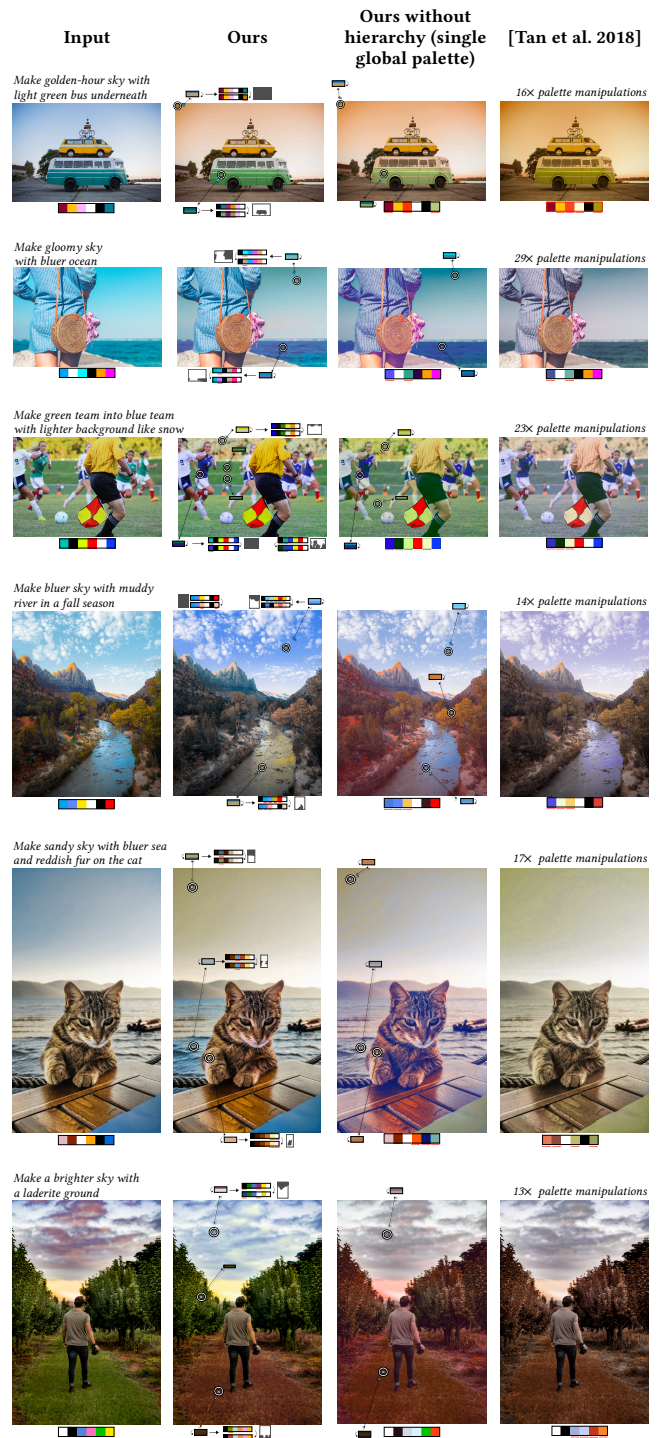 Input
Ours
Ours without
hierarchy (single
global palette)
[Tan et al. 2018]
Make golden-hour sky with
light green bus underneath
16× palette manipulations
Make gloomy sky
with bluer ocean
29× palette manipulations
Make green team into blue team
with lighter background like snow
23× palette manipulations
Make bluer sky with muddy
river in a fall season
14× palette manipulations
Make sandy sky with bluer sea
and reddish fur on the cat
17× palette manipulations
Make a brighter sky with
a laderite ground
13× palette manipulations